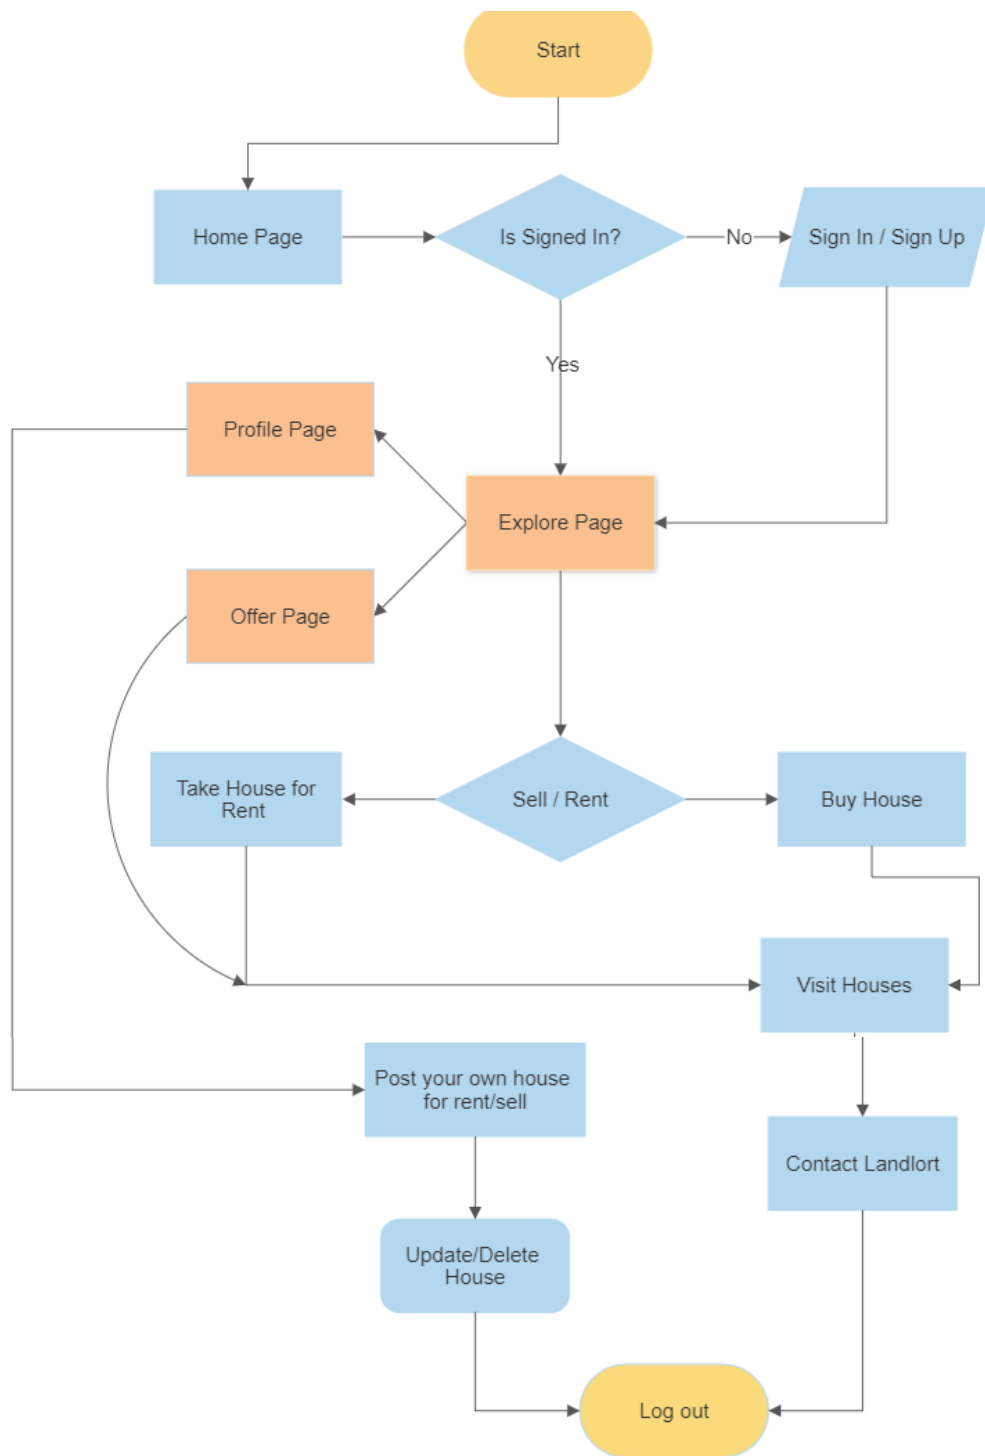 Start
Home Page
Is Signed In?
No
Sign In / Sign Up
Yes
Profile Page
Explore Page
Offer Page
Take House for
Rent
Sell / Rent
Buy House
Visit Houses
Post your own house
for rent/sell
Contact Landlort
Update/Delete
House
Log out